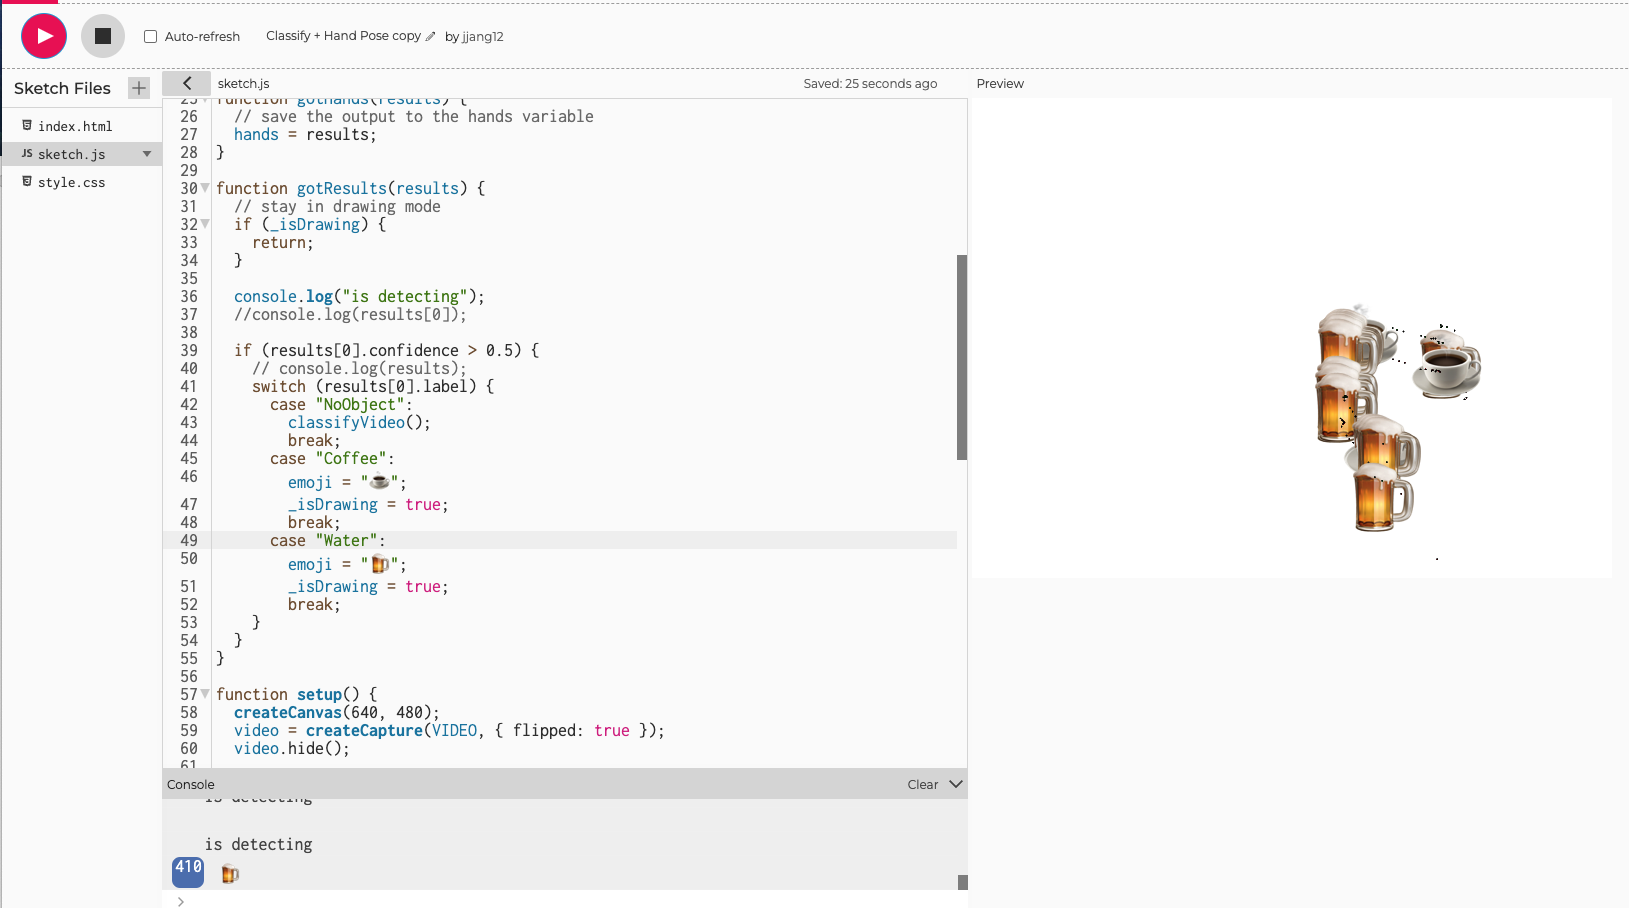 Auto-refresh
Classify + Hand Pose copy
by jjang12
Sketch Files
sketch.js
Saved: 25 seconds ago
Preview
index.html
JS sketch.js
style.css
25 function gotHands(results) {
26 // save the output to the hands variable
27 hands = results;
28 }
29
30 function gotResults(results) {
31 // stay in drawing mode
32 if (_isDrawing) {
33 return;
34 }
35
36 console.log("is detecting");
37 //console.log(results[0]);
38
39 if (results[0].confidence > 0.5) {
40 // console.log(results);
41 switch (results[0].label) {
42 case "NoObject":
43 classifyVideo();
44 break;
45 case "Coffee":
46 emoji = "☕";
47 _isDrawing = true;
48 break;
49 case "Water":
50 emoji = "🍺";
51 _isDrawing = true;
52 break;
53 }
54 }
55 }
56
57 function setup() {
58 createCanvas(640, 480);
59 video = createCapture(VIDEO, { flipped: true });
60 video.hide();
61
Console
Clear
is detecting
is detecting
410 🍺